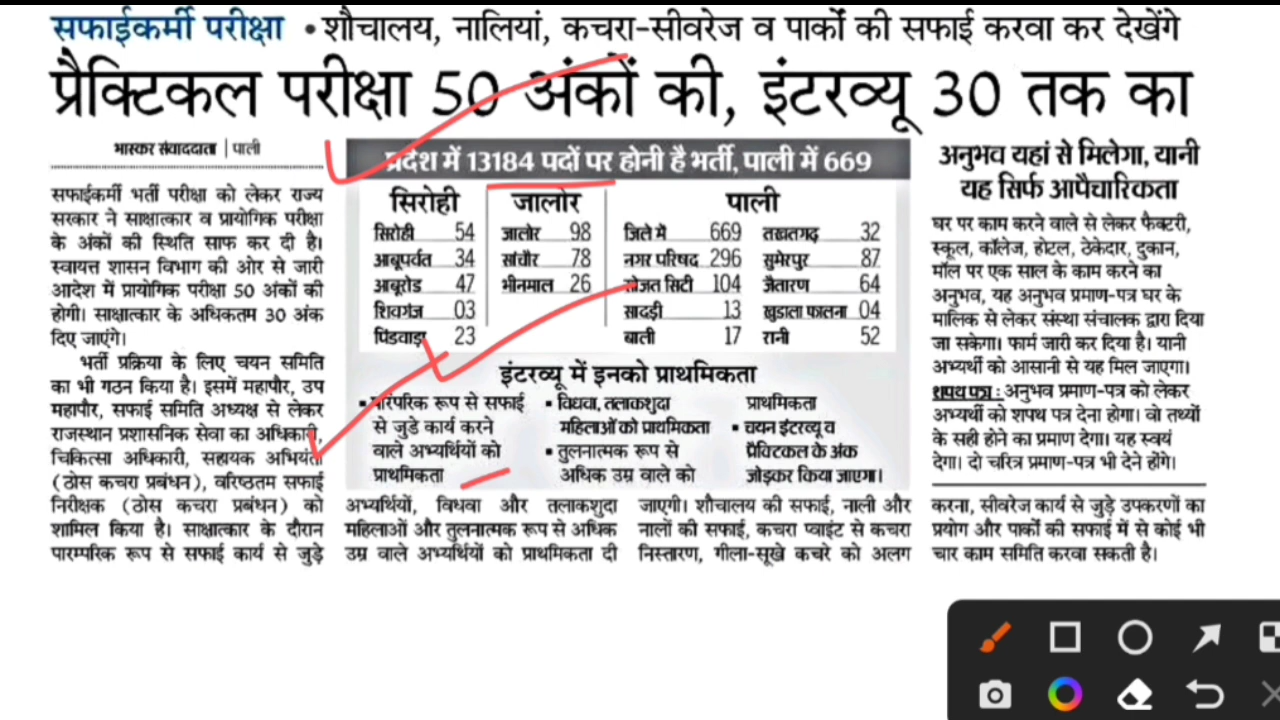 सफाईकर्मी परीक्षा • शौचालय, नालियां, कचरा-सीवरेज व पार्कों की सफाई करवा कर देखेंगे
प्रैक्टिकल परीक्षा 50 अंकों की, इंटरव्यू 30 तक का
भास्कर संवाददाता | पाली
सफाईकर्मी भर्ती परीक्षा को लेकर राज्य
सरकार ने साक्षात्कार व प्रायोगिक परीक्षा
के अंकों की स्थिति साफ कर दी है।
स्वायत्त शासन विभाग की ओर से जारी
आदेश में प्रायोगिक परीक्षा 50 अंकों की
होगी। साक्षात्कार के अधिकतम 30 अंक
दिए जाएंगे।
भर्ती प्रक्रिया के लिए चयन समिति
का भी गठन किया है। इसमें महापौर, उप
महापौर, सफाई समिति अध्यक्ष से लेकर
राजस्थान प्रशासनिक सेवा का अधिकारी,
चिकित्सा अधिकारी, सहायक अभियंता
(ठोस कचरा प्रबंधन), वरिष्ठतम सफाई
निरीक्षक (ठोस कचरा प्रबंधन) को
शामिल किया है। साक्षात्कार के दौरान
पारम्परिक रूप से सफाई कार्य से जुड़े
प्रदेश में 13184 पदों पर होनी है भर्ती, पाली में 669
सिरोही
सिरोही 54
आबूपर्वत 34
आबूरोड 47
शिवगंज 03
पिंडवाड़ा 23
जालोर
जालोर 98
सांचौर 78
भीनमाल 26
पाली
जिले में 669 तखतगढ़ 32
नगर परिषद 296 सुमेरपुर 87
सोजत सिटी 104 जैतारण 64
सादड़ी 13 खुडाला फालना 04
बाली 17 रानी 52
इंटरव्यू में इनको प्राथमिकता
▪ पारंपरिक रूप से सफाई
से जुड़े कार्य करने
वाले अभ्यर्थियों को
प्राथमिकता
▪ विधवा, तलाकशुदा
महिलाओं को प्राथमिकता
▪ तुलनात्मक रूप से
अधिक उम्र वाले को
प्राथमिकता
▪ चयन इंटरव्यू व
प्रैक्टिकल के अंक
जोड़कर किया जाएगा।
अभ्यर्थियों, विधवा और तलाकशुदा
महिलाओं और तुलनात्मक रूप से अधिक
उम्र वाले अभ्यर्थियों को प्राथमिकता दी
जाएगी। शौचालय की सफाई, नाली और
नालों की सफाई, कचरा प्वाइंट से कचरा
निस्तारण, गीला-सूखे कचरे को अलग
अनुभव यहां से मिलेगा, यानी
यह सिर्फ आपैचारिकता
घर पर काम करने वाले से लेकर फैक्टरी,
स्कूल, कॉलेज, होटल, ठेकेदार, दुकान,
मॉल पर एक साल के काम करने का
अनुभव, यह अनुभव प्रमाण-पत्र घर के
मालिक से लेकर संस्था संचालक द्वारा दिया
जा सकेगा। फार्म जारी कर दिया है। यानी
अभ्यर्थी को आसानी से यह मिल जाएगा।
शपथ पत्र : अनुभव प्रमाण-पत्र को लेकर
अभ्यर्थी को शपथ पत्र देना होगा। वो तथ्यों
के सही होने का प्रमाण देगा। यह स्वयं
देगा। दो चरित्र प्रमाण-पत्र भी देने होंगे।
करना, सीवरेज कार्य से जुड़े उपकरणों का
प्रयोग और पार्कों की सफाई में से कोई भी
चार काम समिति करवा सकती है।